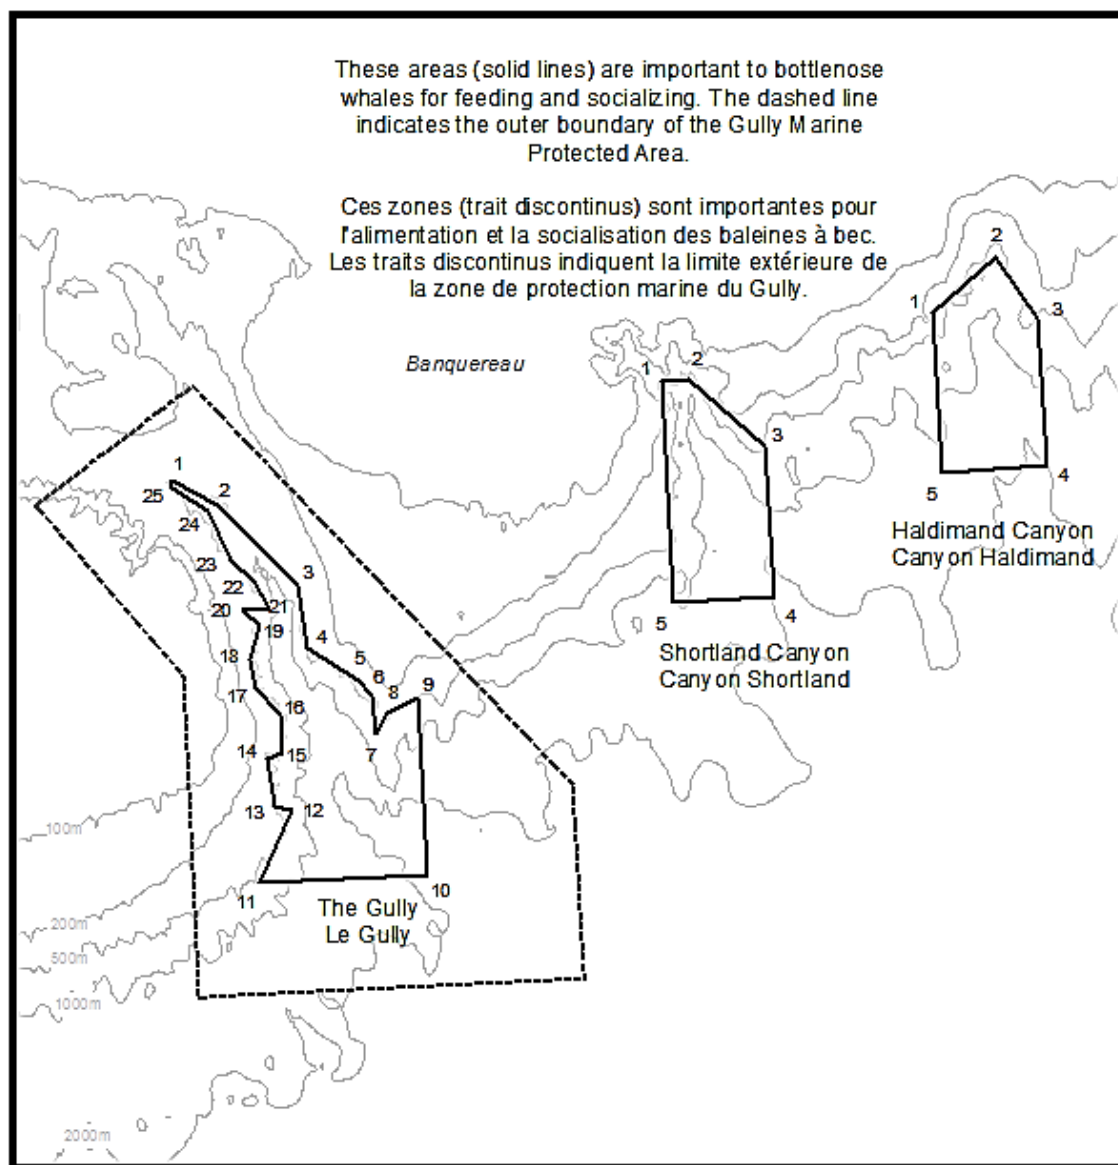 These areas (solid lines) are important to bottlenose
whales for feeding and socializing. The dashed line
indicates the outer boundary of the Gully Marine
Protected Area.
Ces zones (trait discontinus) sont importantes pour
l'alimentation et la socialisation des baleines à bec.
Les traits discontinus indiquent la limite extérieure de
la zone de protection marine du Gully.
2
1
3
Banquereau
1
2
3
5
4
Haldimand Canyon
Canyon Haldimand
1
25
2
24
23
3
22
20
21
19
4
18
5
6
17
8
9
16
7
14
15
13
12
11
10
The Gully
Le Gully
5
4
Shortland Canyon
Canyon Shortland
100m
200m
500m
1000m
2000m